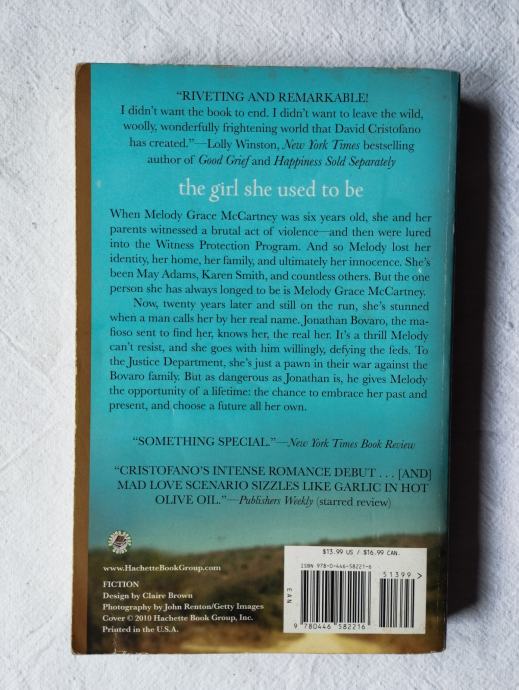 “RIVETING AND REMARKABLE!
I didn’t want the book to end. I didn’t want to leave the wild,
woolly, wonderfully frightening world that David Cristofano
has created.”—Lolly Winston, New York Times bestselling
author of Good Grief and Happiness Sold Separately
the girl she used to be
When Melody Grace McCartney was six years old, she and her
parents witnessed a brutal act of violence—and then were lured
into the Witness Protection Program. And so Melody lost her
identity, her home, her family, and ultimately her innocence. She’s
been May Adams, Karen Smith, and countless others. But the one
person she has always longed to be is Melody Grace McCartney.
Now, twenty years later and still on the run, she’s stunned
when a man calls her by her real name. Jonathan Bovaro, the ma-
fioso sent to find her, knows her, the real her. It’s a thrill Melody
can’t resist, and she goes with him willingly, defying the feds. To
the Justice Department, she’s just a pawn in their war against the
Bovaro family. But as dangerous as Jonathan is, he gives Melody
the opportunity of a lifetime: the chance to embrace her past and
present, and choose a future all her own.
“SOMETHING SPECIAL.”—New York Times Book Review
“CRISTOFANO’S INTENSE ROMANCE DEBUT . . . [AND]
MAD LOVE SCENARIO SIZZLES LIKE GARLIC IN HOT
OLIVE OIL.”—Publishers Weekly (starred review)
www.HachetteBookGroup.com
FICTION
Design by Claire Brown
Photography by John Renton/Getty Images
Cover © 2010 Hachette Book Group, Inc.
Printed in the U.S.A.
$13.99 US / $16.99 CAN.
ISBN 978-0-446-58221-6
51399>
EAN
9 780446 582216